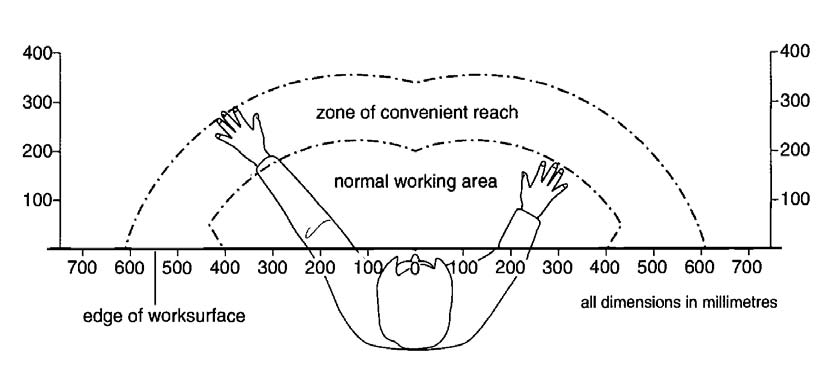 400
400
300
300
zone of convenient reach
200
200
normal working area
100
100
700 600 500 400 300 200 100 0 100 200 300 400 500 600 700
edge of worksurface
all dimensions in millimetres